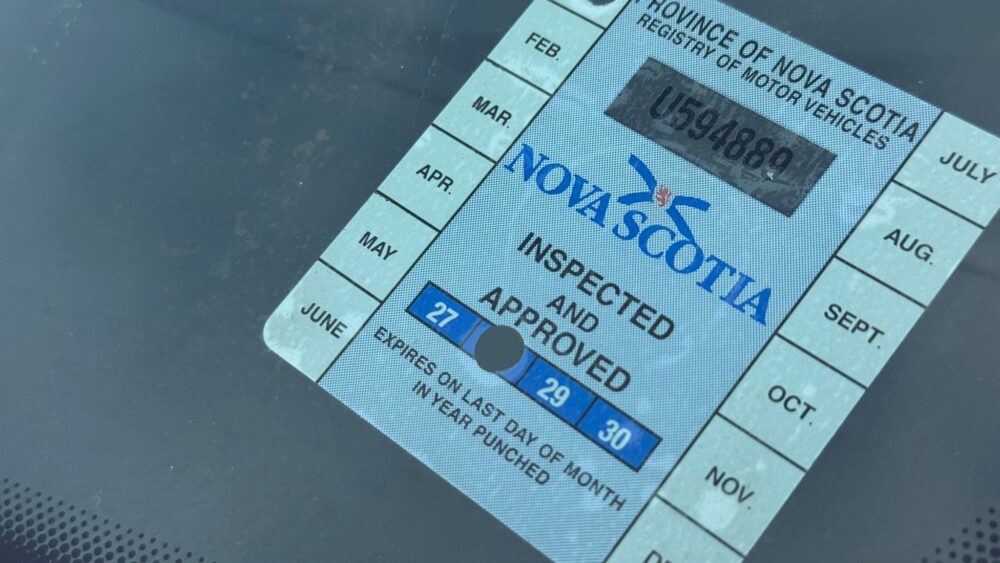 PROVINCE OF NOVA SCOTIA
REGISTRY OF MOTOR VEHICLES
U594889
NOVA SCOTIA
INSPECTED
AND
APPROVED
27 29 30
EXPIRES ON LAST DAY OF MONTH
IN YEAR PUNCHED
FEB.
MAR.
APR.
MAY
JUNE
JULY
AUG.
SEPT.
OCT.
NOV.